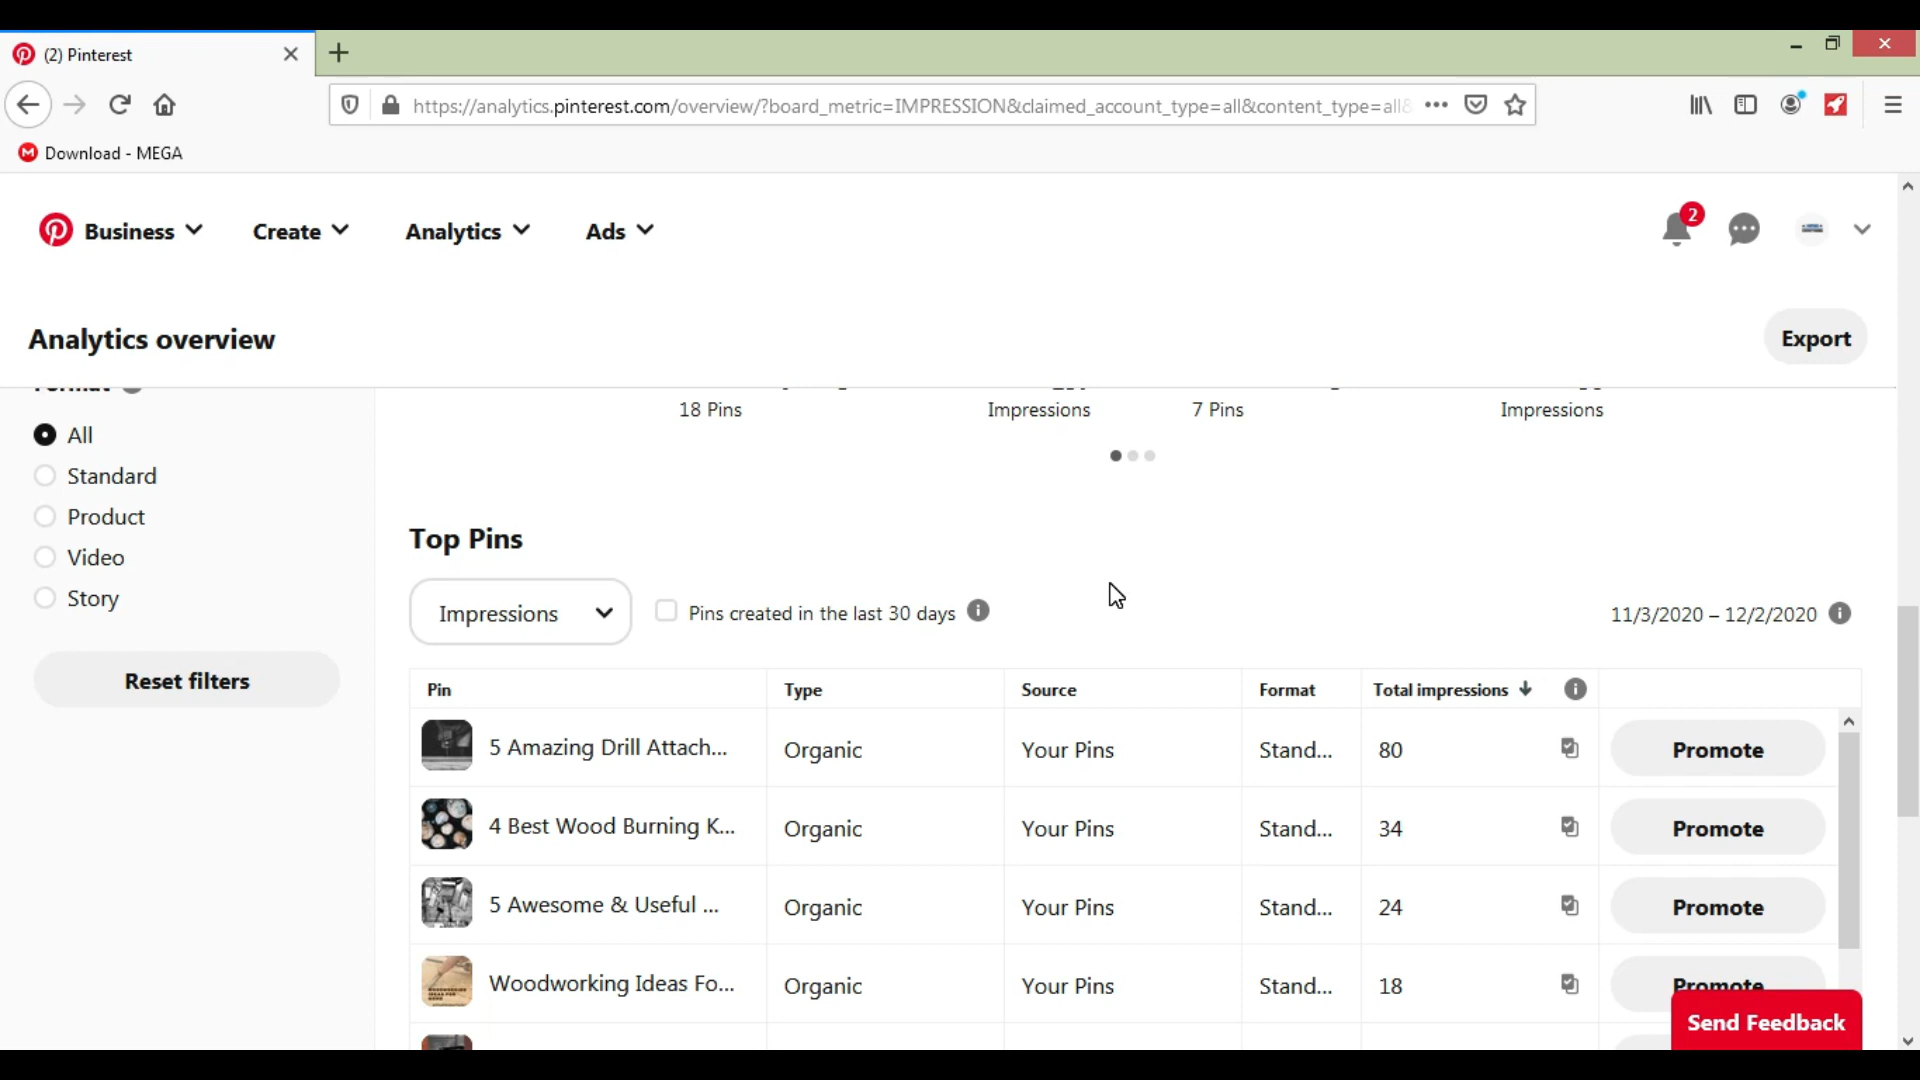 (2) Pinterest
https://analytics.pinterest.com/overview/?board_metric=IMPRESSION&claimed_account_type=all&content_type=all&
Download - MEGA
Business Create Analytics Ads 2
Analytics overview Export
18 Pins Impressions 7 Pins Impressions
All
Standard
Product
Video
Story
Reset filters
Top Pins
Impressions Pins created in the last 30 days 11/3/2020 – 12/2/2020
Pin Type Source Format Total impressions
5 Amazing Drill Attach... Organic Your Pins Stand... 80 Promote
4 Best Wood Burning K... Organic Your Pins Stand... 34 Promote
5 Awesome & Useful ... Organic Your Pins Stand... 24 Promote
Woodworking Ideas Fo... Organic Your Pins Stand... 18 Promote
Send Feedback